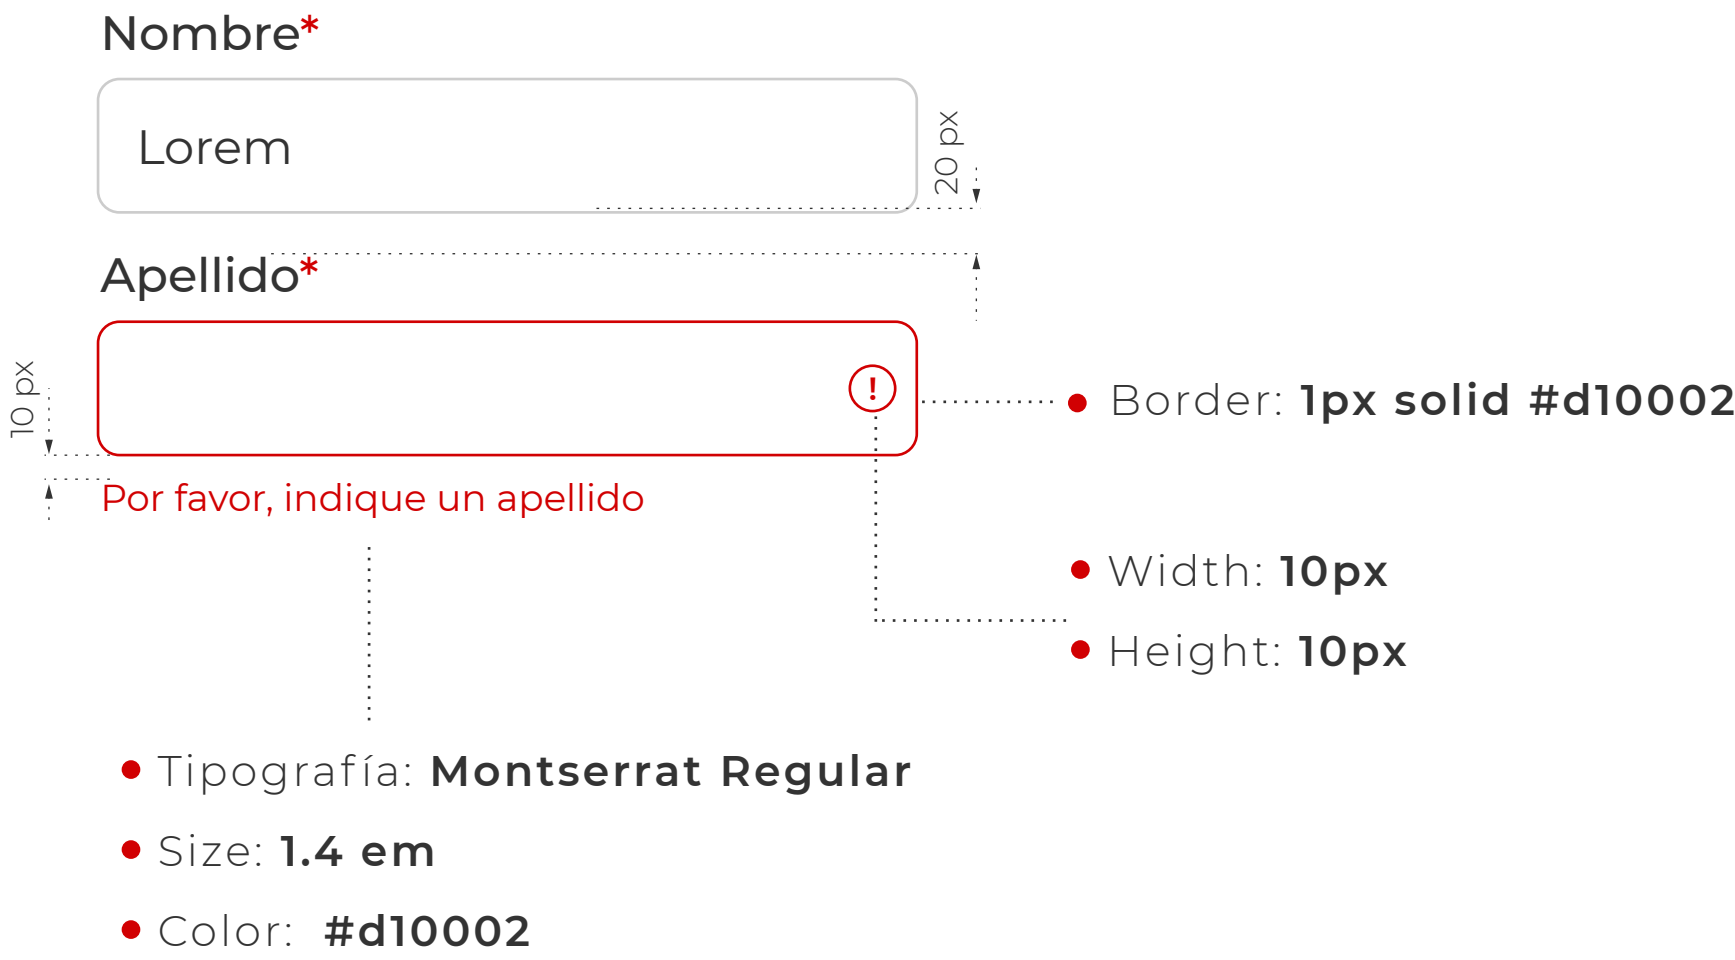 Nombre*
Lorem
20 px
Apellido*
10 px
!
Border: 1px solid #d10002
Por favor, indique un apellido
Width: 10px
Height: 10px
Tipografía: Montserrat Regular
Size: 1.4 em
Color: #d10002